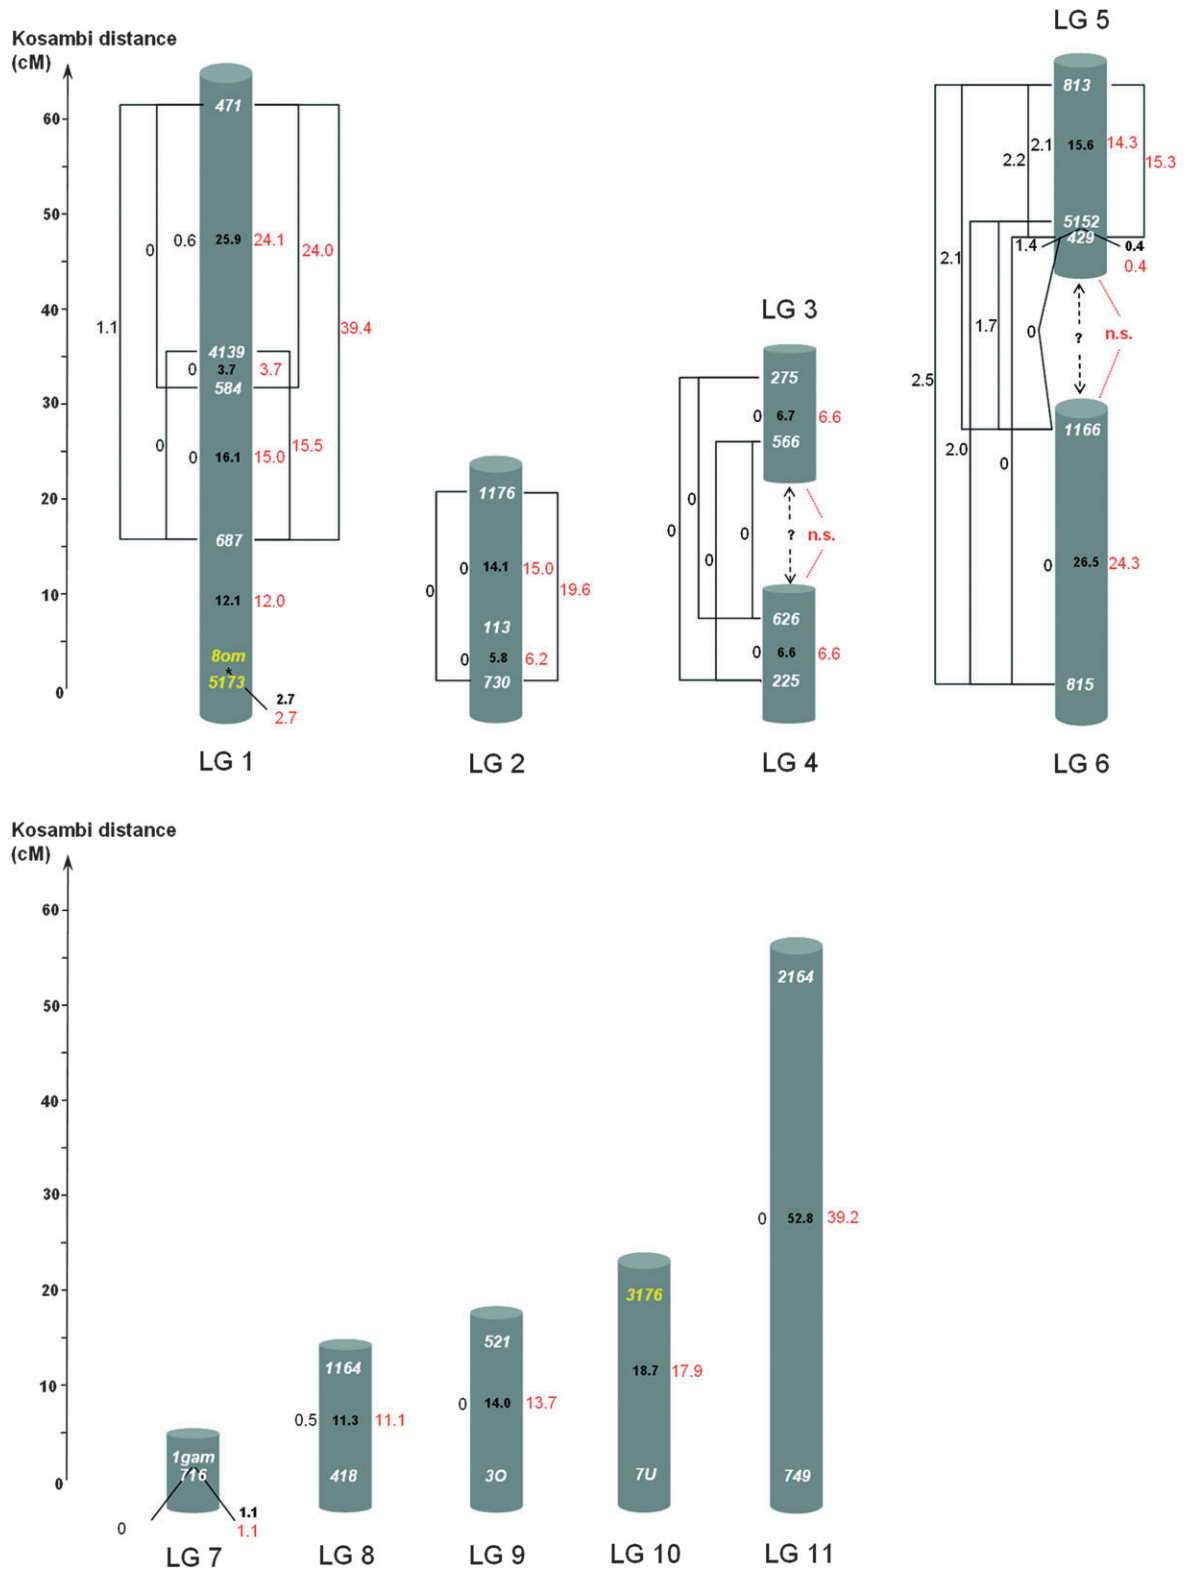 LG 5
Kosambi distance
(cM)
60
50
40
30
20
10
0
471
0.6 25.9 24.1
0
24.0
1.1
39.4
4139
0 3.7 3.7
584
0
15.5
0 16.1 15.0
687
12.1 12.0
8om
*
5173
2.7
2.7
LG 1
1176
0 14.1 15.0
0
19.6
113
0 5.8 6.2
730
LG 2
LG 3
275
0 6.7 6.6
566
0
0
0
0
?
n.s.
626
0 6.6 6.6
225
LG 4
813
2.1 15.6 14.3
2.2
15.3
5152
1.4
429
0.4
0.4
2.1
1.7
0
?
n.s.
2.5
1166
2.0
0
0 26.5 24.3
815
LG 6
Kosambi distance
(cM)
60
50
40
30
20
10
0
1gam
716
0
1.1
1.1
LG 7
1164
0.5 11.3 11.1
418
LG 8
521
0 14.0 13.7
3O
LG 9
3176
18.7 17.9
7U
LG 10
2164
0 52.8 39.2
749
LG 11